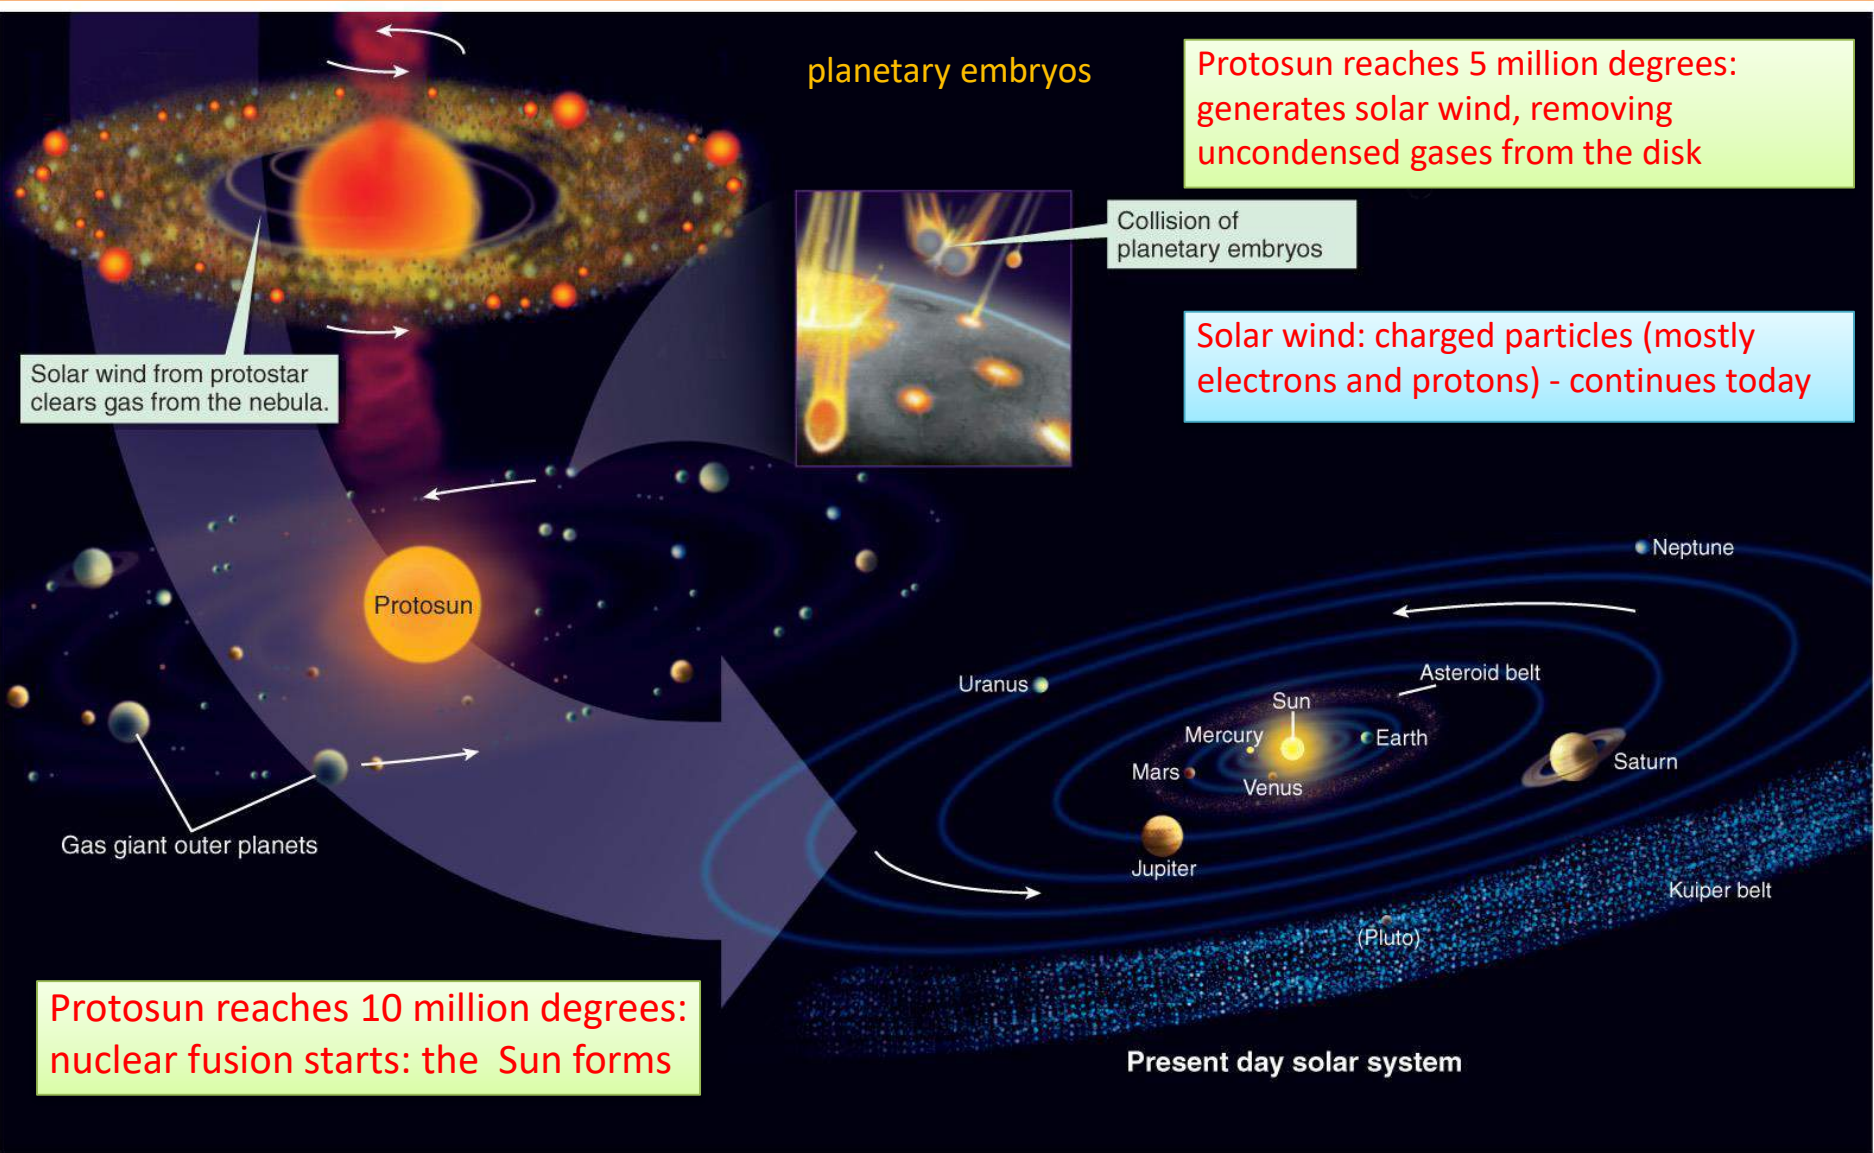 planetary embryos
Protosun reaches 5 million degrees:
generates solar wind, removing
uncondensed gases from the disk
Collision of
planetary embryos
Solar wind: charged particles (mostly
electrons and protons) - continues today
Solar wind from protostar
clears gas from the nebula.
Protosun
Gas giant outer planets
Neptune
Uranus
Asteroid belt
Sun
Mercury
Earth
Mars
Venus
Saturn
Jupiter
Kuiper belt
(Pluto)
Protosun reaches 10 million degrees:
nuclear fusion starts: the  Sun forms
Present day solar system